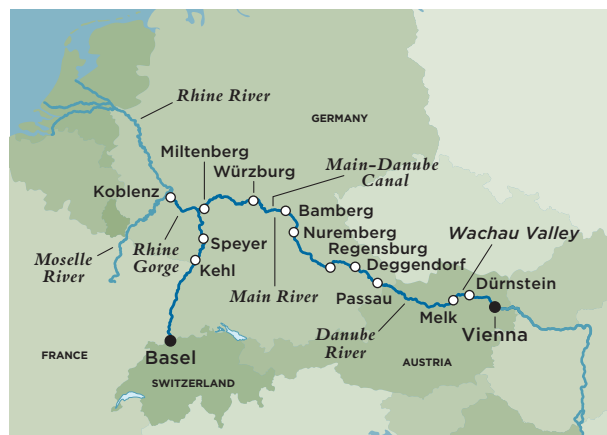 Rhine River
GERMANY
Miltenberg
Würzburg
Main-Danube
Canal
Koblenz
Bamberg
Nuremberg
Wachau Valley
Moselle
River
Rhine
Gorge
Speyer
Kehl
Regensburg
Deggendorf
Main River
Passau
Dürnstein
Melk
Danube
River
Vienna
FRANCE
Basel
AUSTRIA
SWITZERLAND